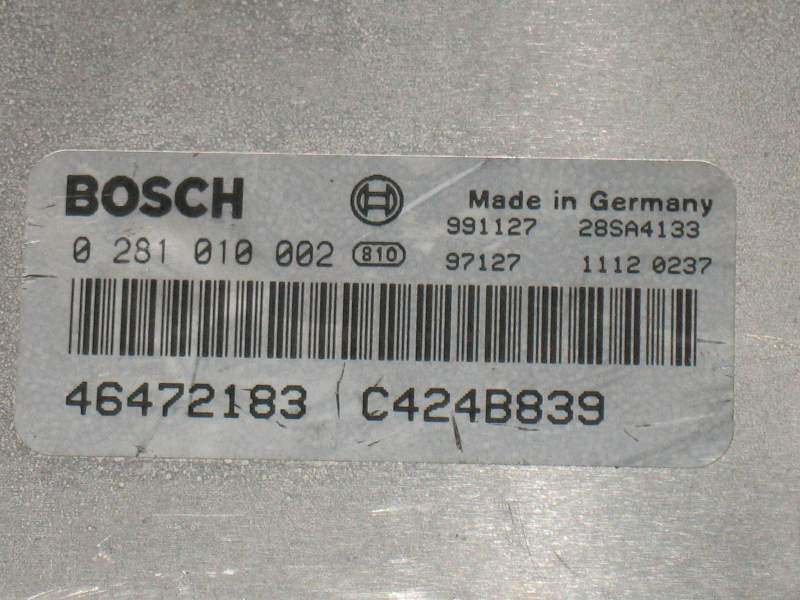 BOSCH Made in Germany
991127 28SA4133
0 281 010 002 810 97127 1112 0237
46472183 C424B839